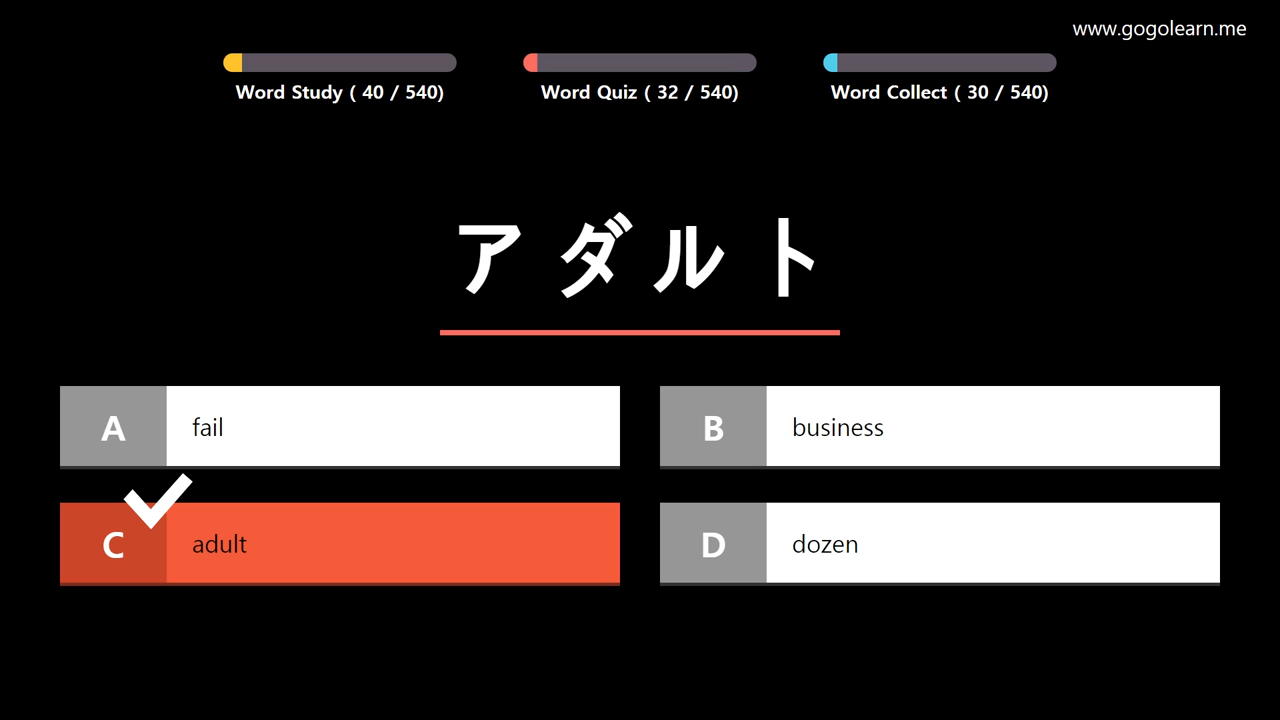 www.gogolearn.me
Word Study ( 40 / 540)
Word Quiz ( 32 / 540)
Word Collect ( 30 / 540)
アダルト
A fail
B business
C adult
D dozen